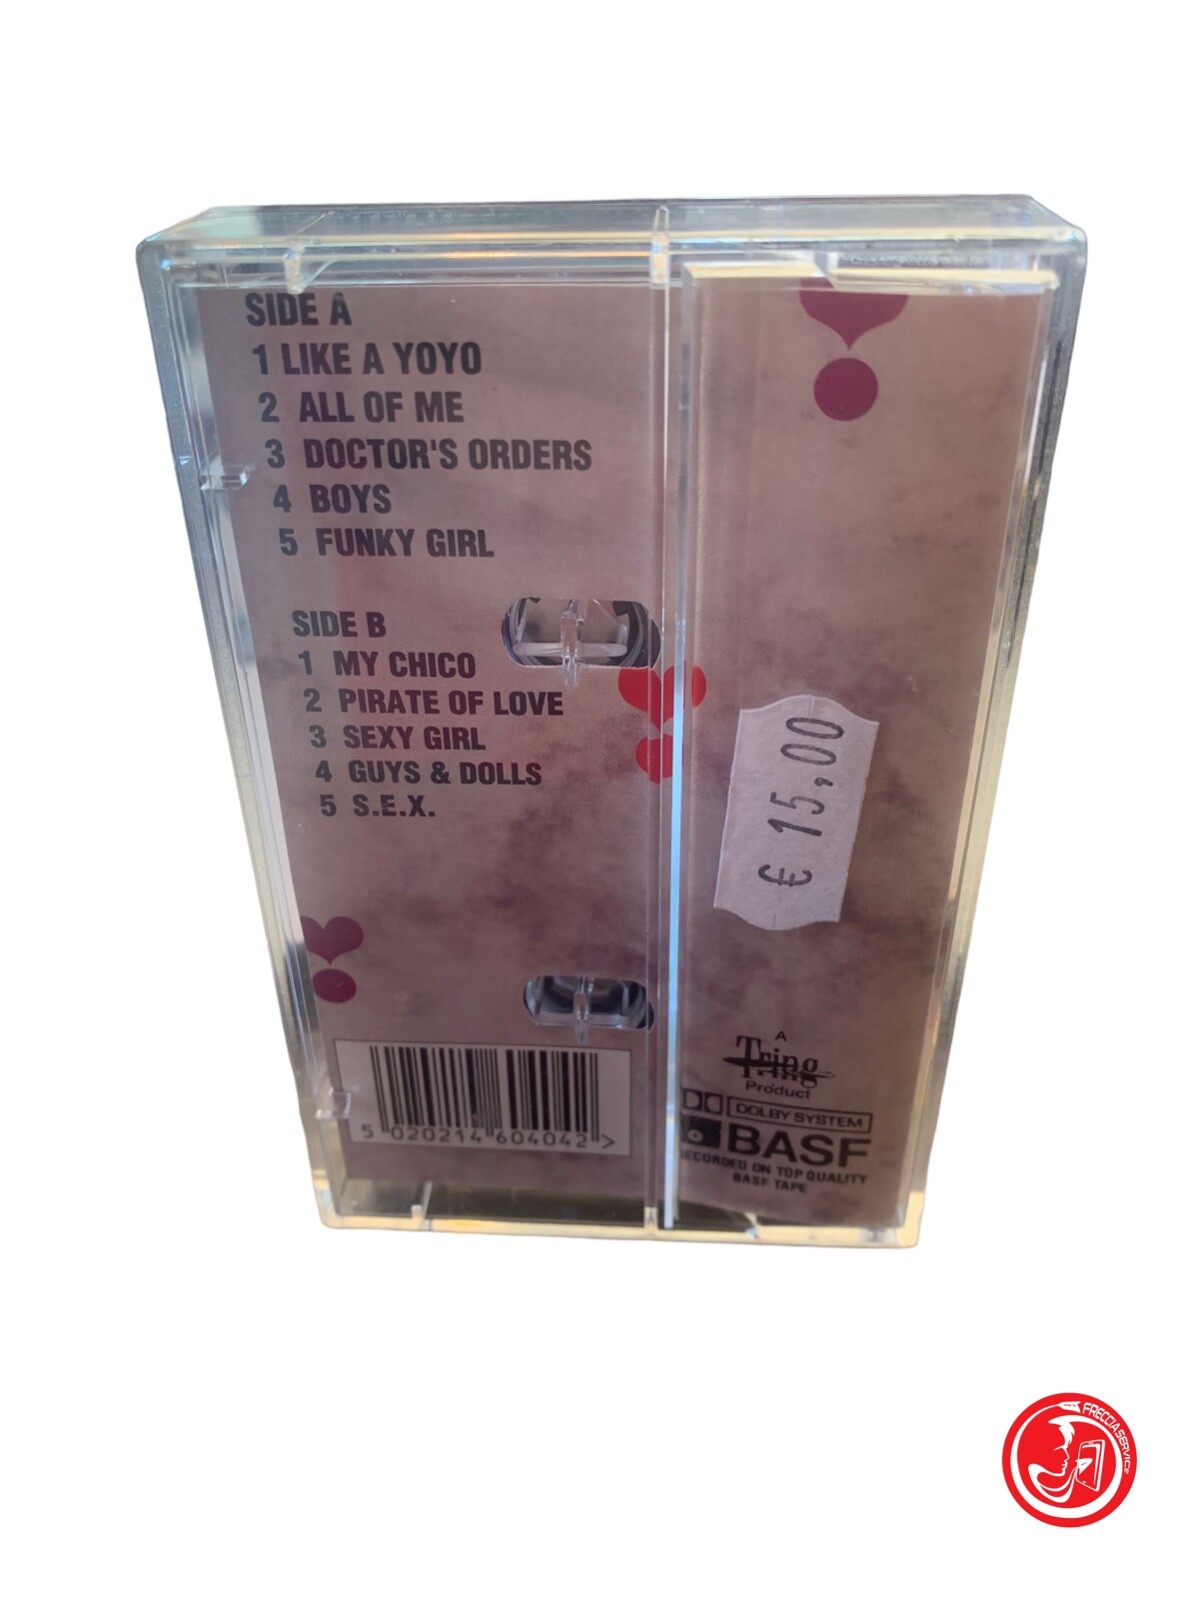 SIDE A
1 LIKE A YOYO
2 ALL OF ME
3 DOCTOR'S ORDERS
4 BOYS
5 FUNKY GIRL
SIDE B
1 MY CHICO
2 PIRATE OF LOVE
3 SEXY GIRL
4 GUYS & DOLLS
5 S.E.X.
5 020214 604042 >
€ 15,00
A
Tring
Product
DOLBY SYSTEM
BASF
RECORDED ON TOP QUALITY
BASF TAPE
FRECCIA SERVICE